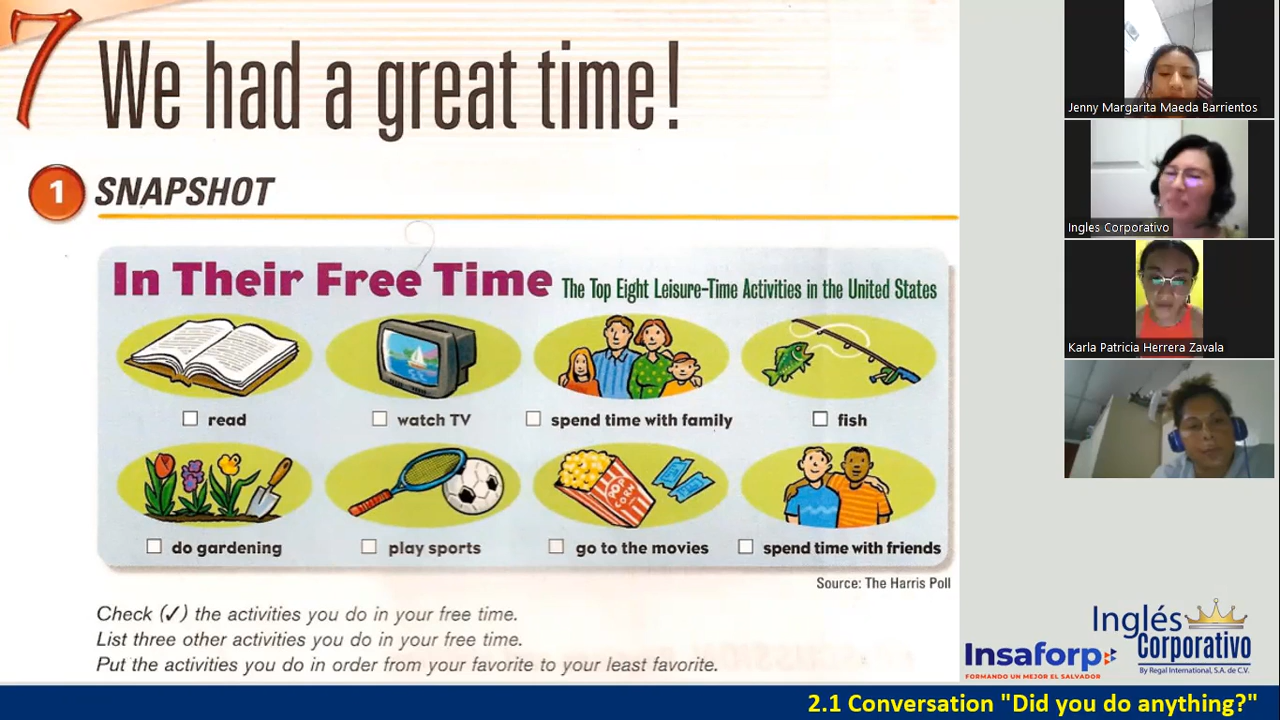 7 We had a great time!
1 SNAPSHOT
In Their Free Time The Top Eight Leisure-Time Activities in the United States
read
watch TV
spend time with family
fish
POP CORN
do gardening
play sports
go to the movies
spend time with friends
Source: The Harris Poll
Check (✓) the activities you do in your free time.
List three other activities you do in your free time.
Put the activities you do in order from your favorite to your least favorite.
Jenny Margarita Maeda Barrientos
Ingles Corporativo
Karla Patricia Herrera Zavala
Insaforp
FORMANDO UN MEJOR EL SALVADOR
Inglés
Corporativo
By Regal International, S.A. de C.V.
2.1 Conversation "Did you do anything?"